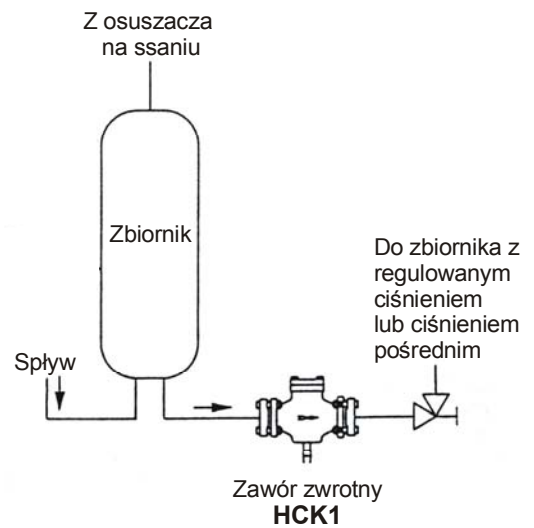 Z osuszacza
na ssaniu
Zbiornik
Do zbiornika z
regulowanym
ciśnieniem
lub ciśnieniem
pośrednim
Spływ
Zawór zwrotny
HCK1